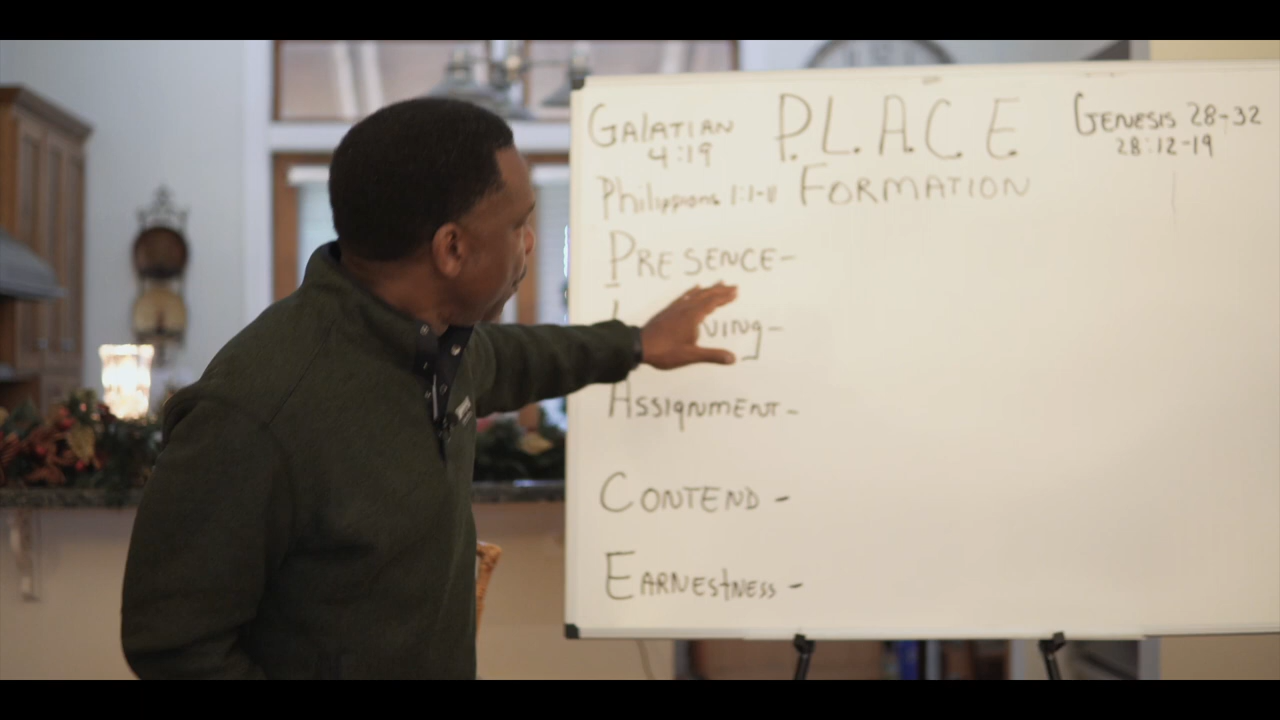 GALATIAN
4:19
P.L.A.C.E
GENESIS 28-32
28:12-19
Philippians 1:1-11
FORMATION
PRESENCE-
ASSIGNMENT-
CONTEND -
EARNESTNESS -